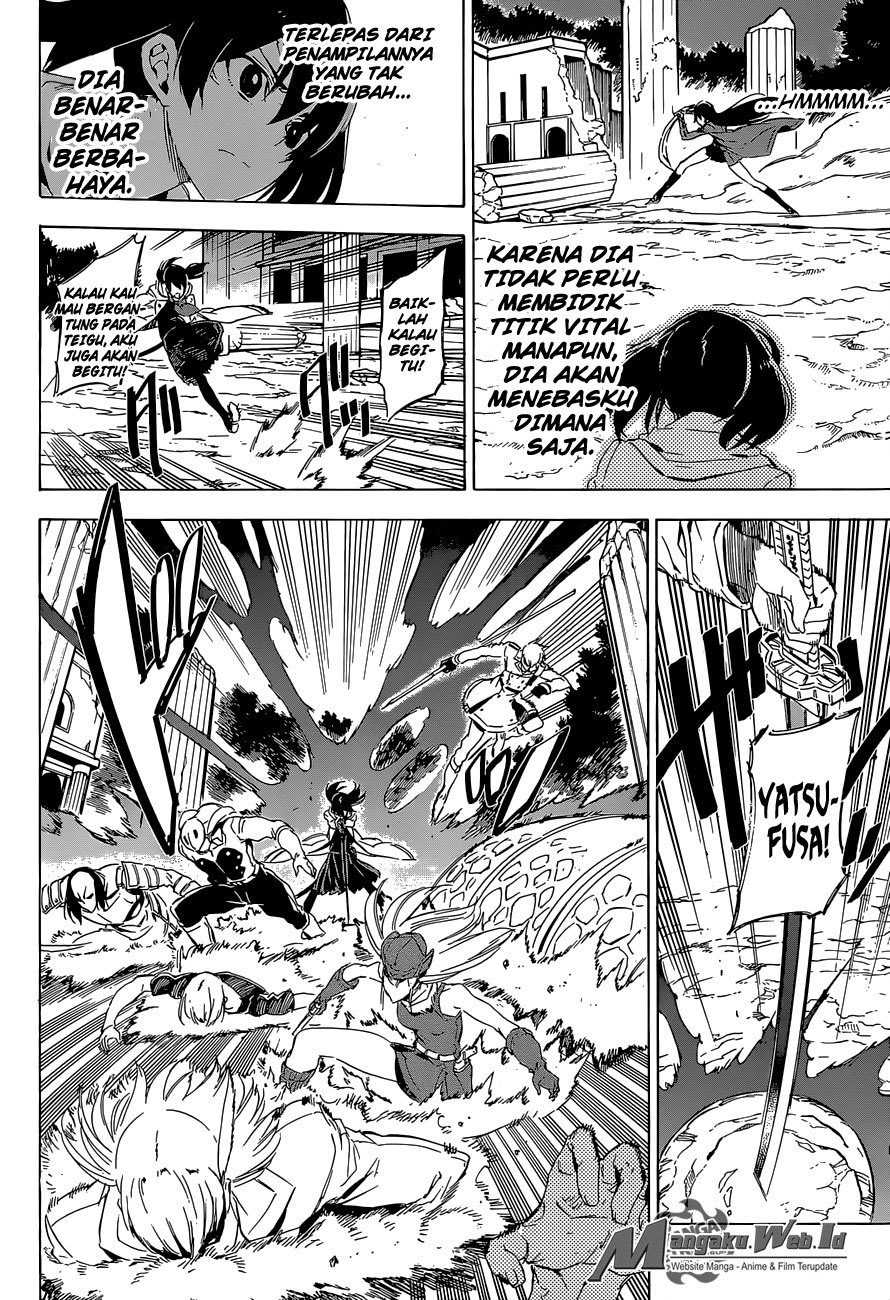 ...HMMMM...
KARENA DIA
TIDAK PERLU
MEMBIDIK
TITIK VITAL
MANAPUN,
DIA AKAN
MENEBASKU
DIMANA
SAJA.
TERLEPAS DARI
PENAMPILANNYA
YANG TAK
BERUBAH...
DIA
BENAR-
BENAR
BERBA-
HAYA.
BAIK-
LAH
KALAU
BEGI-
TU!
KALAU KAU
MAU BERGAN-
TUNG PADA
TEIGU, AKU
JUGA AKAN
BEGITU!
YATSU-
FUSA!
MANGA
Mangaku.Web.Id
Website Manga - Anime & Film Terupdate